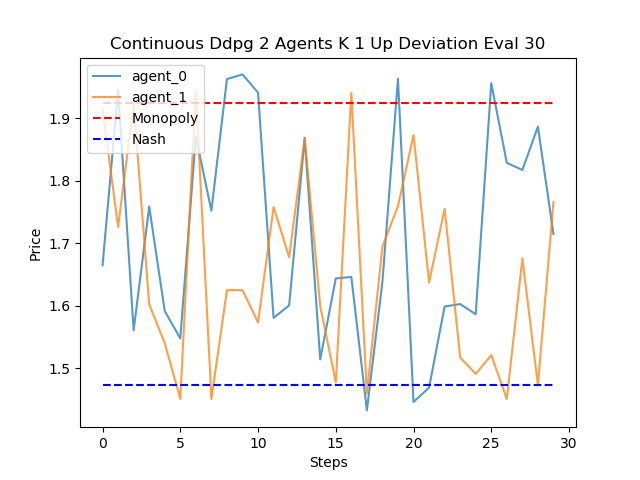 Continuous Ddpg 2 Agents K 1 Up Deviation Eval 30
agent_0
agent_1
Monopoly
Nash
1.9
1.8
1.7
1.6
1.5
Price
0 5 10 15 20 25 30
Steps